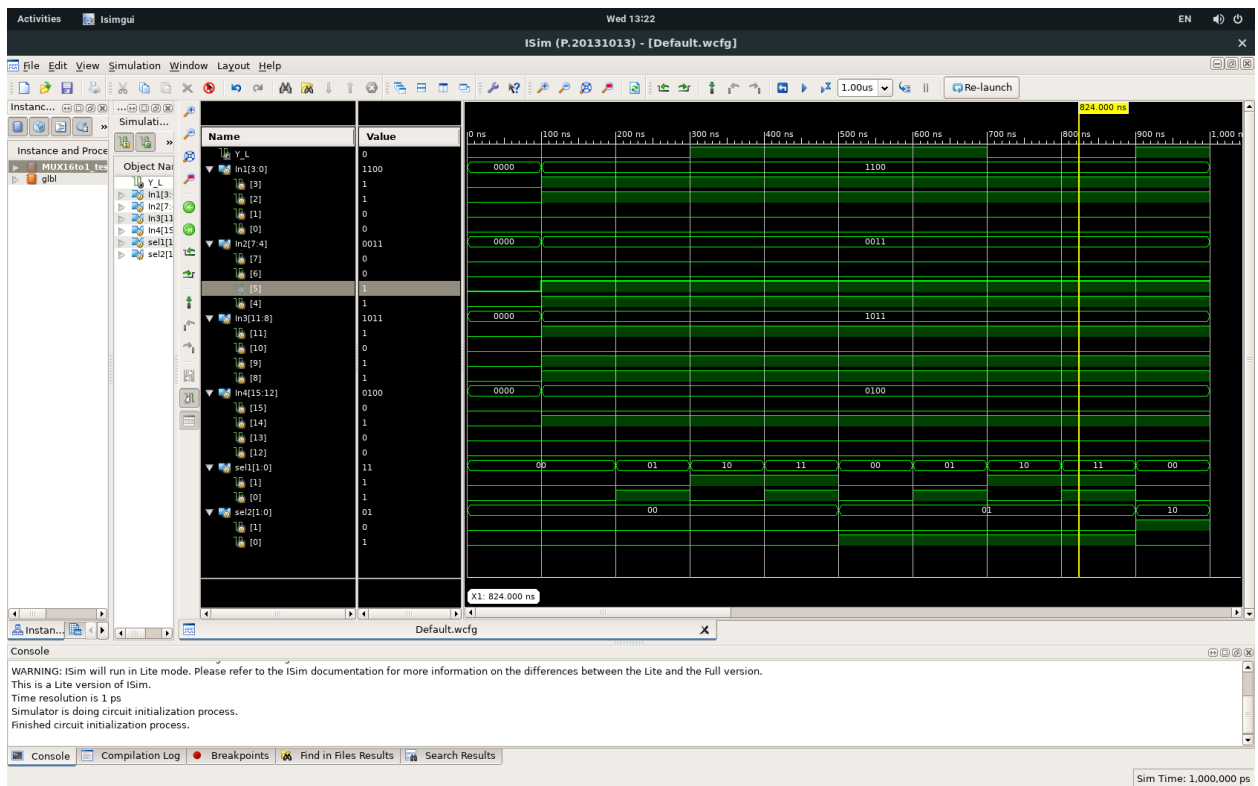 Activities Isimgui Wed 13:22 EN
ISim (P.20131013) - [Default.wcfg]
File Edit View Simulation Window Layout Help
1.00us Re-launch
Instanc... ...
Instance and Proce
MUX16to1_tes
glbl
Simulati...
»
Object Nai
Y_L
In1[3:
In2[7:
In3[11
In4[15
sel1[1
sel2[1
Name Value
Y_L 0
In1[3:0] 1100
[3] 1
[2] 1
[1] 0
[0] 0
In2[7:4] 0011
[7] 0
[6] 0
[5] 1
[4] 1
In3[11:8] 1011
[11] 1
[10] 0
[9] 1
[8] 1
In4[15:12] 0100
[15] 0
[14] 1
[13] 0
[12] 0
sel1[1:0] 11
[1] 1
[0] 1
sel2[1:0] 01
[1] 0
[0] 1
824.000 ns
0 ns 100 ns 200 ns 300 ns 400 ns 500 ns 600 ns 700 ns 800 ns 900 ns 1,000 n
0000 1100
0000 0011
0000 1011
0000 0100
00 01 10 11 00 01 10 11 00
00 01 10
X1: 824.000 ns
Instan... Default.wcfg
Console
WARNING: ISim will run in Lite mode. Please refer to the ISim documentation for more information on the differences between the Lite and the Full version.
This is a Lite version of ISim.
Time resolution is 1 ps
Simulator is doing circuit initialization process.
Finished circuit initialization process.
Console Compilation Log Breakpoints Find in Files Results Search Results
Sim Time: 1,000,000 ps